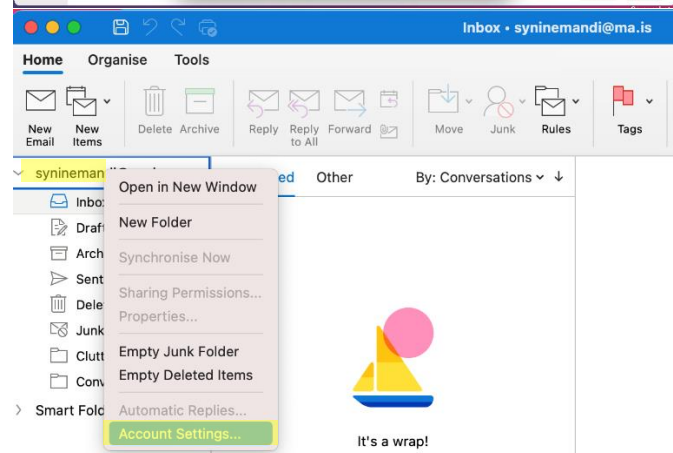 Inbox • syninemandi@ma.is
Home Organise Tools
New Email
New Items
Delete
Archive
Reply
Reply to All
Forward
Move
Junk
Rules
Tags
Other
By: Conversations
Open in New Window
Inbo
New Folder
Draf
Arch
Synchronise Now
Sent
Sharing Permissions...
Dele
Properties...
Junk
Empty Junk Folder
Clutt
Empty Deleted Items
Conv
Automatic Replies...
Smart Fold
Account Settings...
It's a wrap!